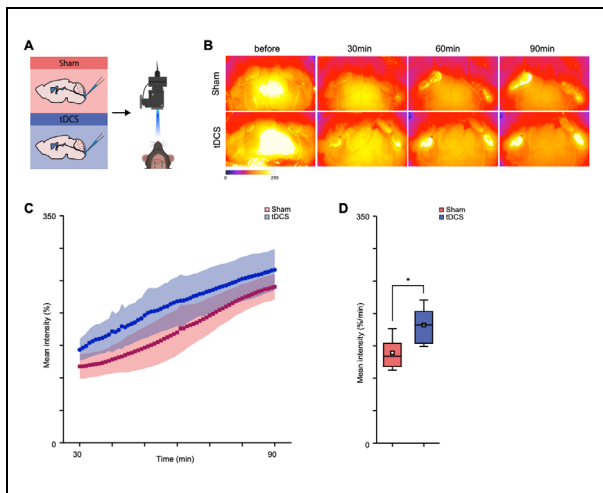 A
Sham
tDCS
B
before
30min
60min
90min
Sham
tDCS
0
255
C
Sham
tDCS
350
Mean intensity (%)
0
30
Time (min)
90
D
Sham
tDCS
350
*
Mean intensity (%/min)
0